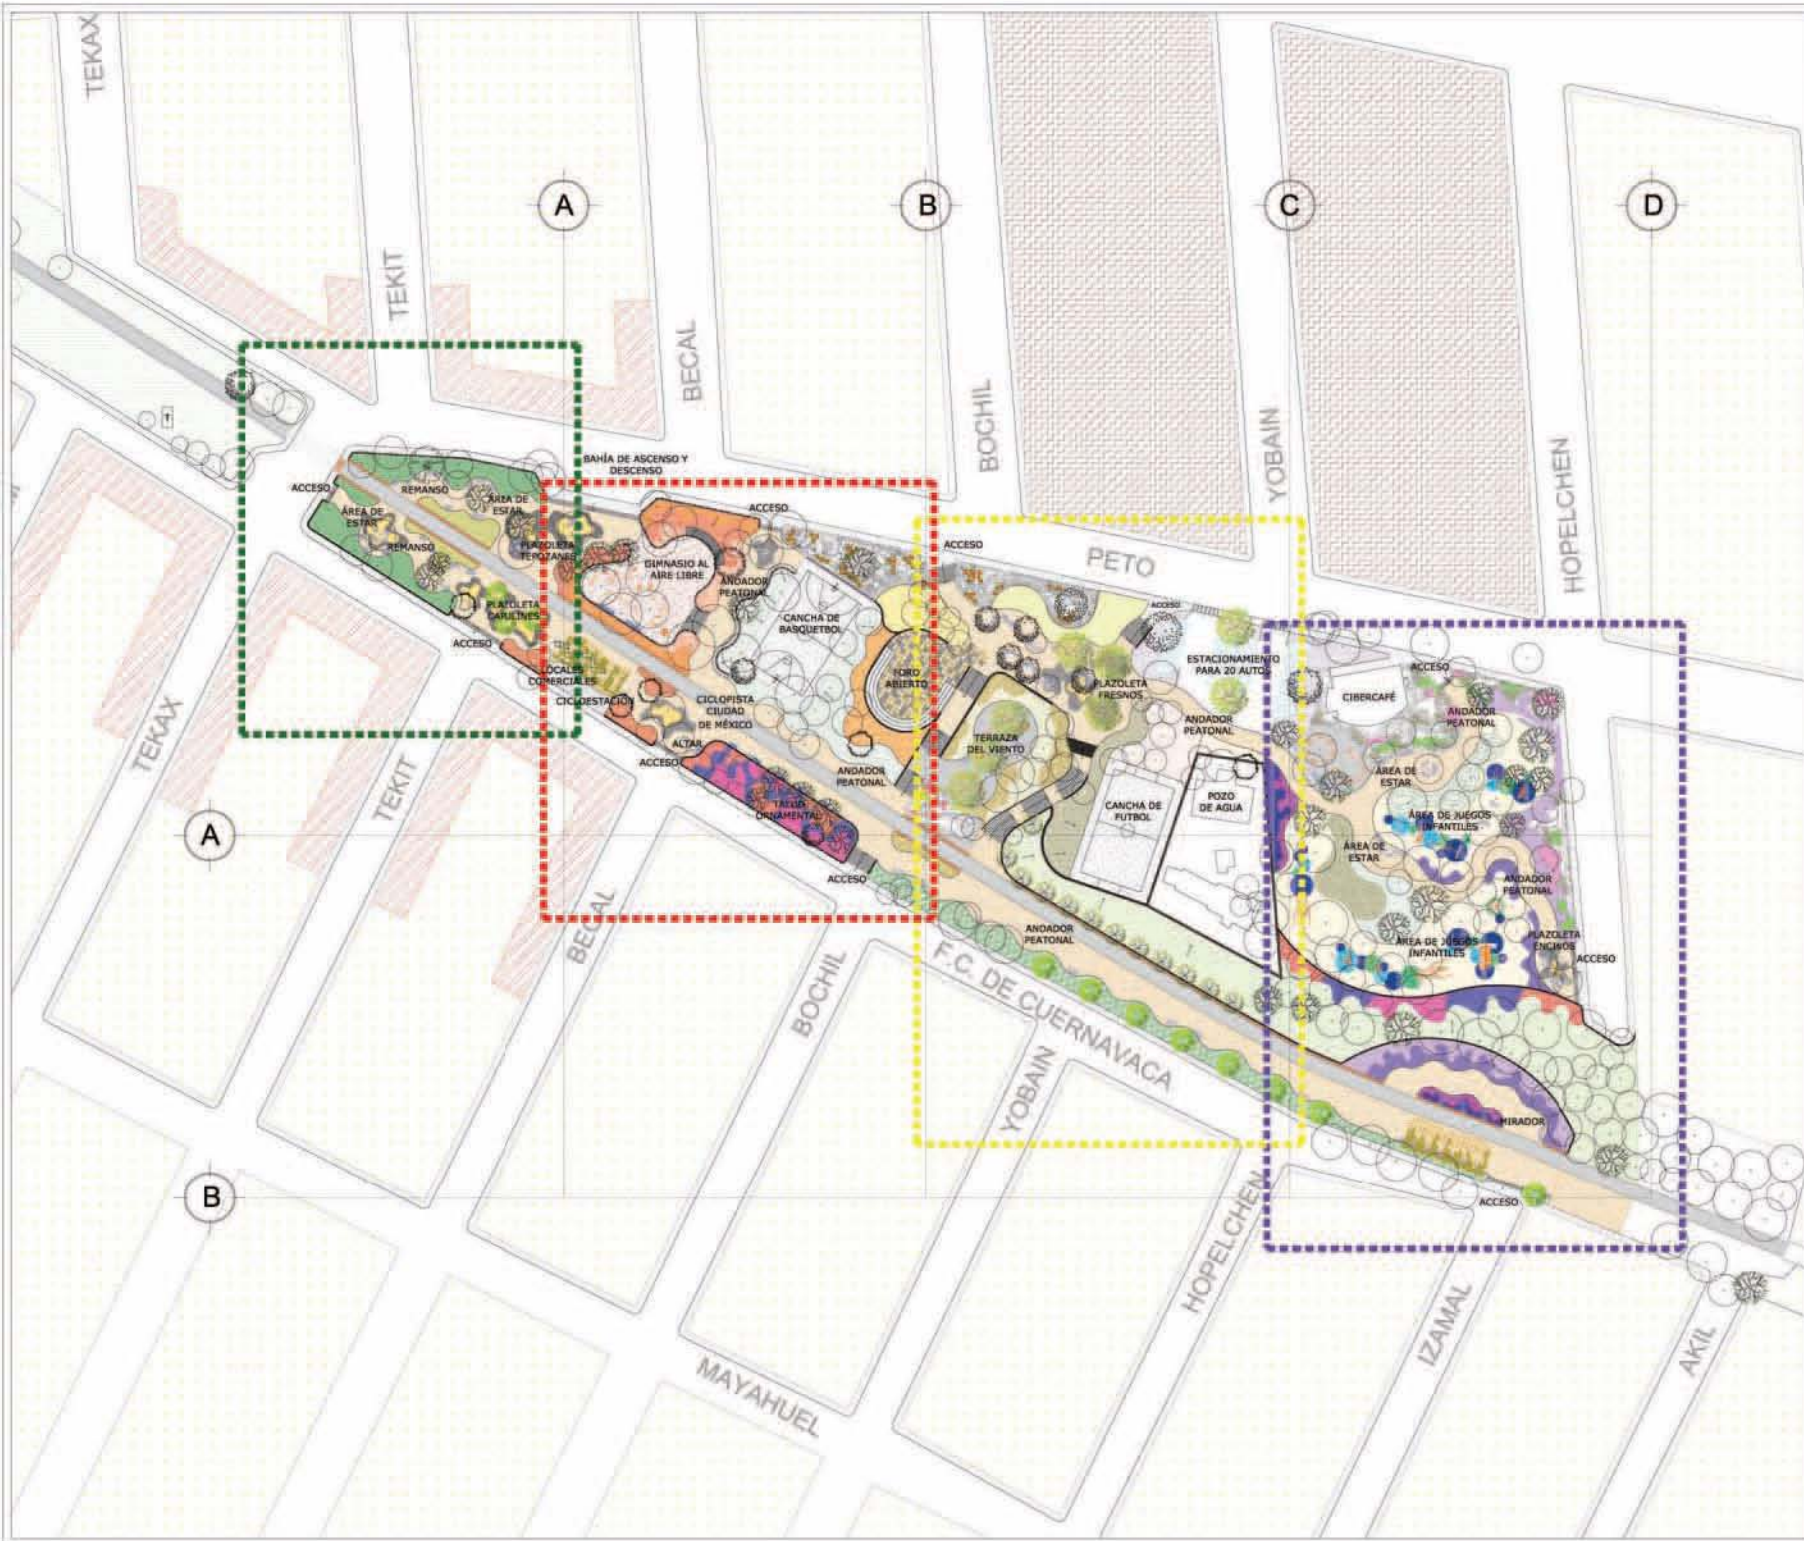 TEKAX
A
B
C
D
TEKIT
BECAL
BOCHIL
YOBAIN
HOPELCHEN
BAHÍA DE ASCENSO Y
DESCENSO
ACCESO
REMANSO
ÁREA DE
ESTAR
ÁREA DE
ESTAR
REMANSO
PLAZOLETA
TEPOZANES
PLAZOLETA
CAPULINES
ACCESO
LOCALES
COMERCIALES
CICLOESTACIÓN
ACCESO
GIMNASIO AL
AIRE LIBRE
ANDADOR
PEATONAL
CANCHA DE
BASQUETBOL
FORO
ABIERTO
CICLOPISTA
CIUDAD
DE MÉXICO
ALTAR
ACCESO
ANDADOR
PEATONAL
TALUD
ORNAMENTAL
ACCESO
ACCESO
PETO
ACCESO
ESTACIONAMIENTO
PARA 20 AUTOS
PLAZOLETA
FRESNOS
ANDADOR
PEATONAL
TERRAZA
DEL VIENTO
CANCHA DE
FUTBOL
POZO
DE AGUA
ANDADOR
PEATONAL
ACCESO
CIBERCAFÉ
ANDADOR
PEATONAL
ÁREA DE
ESTAR
ÁREA DE JUEGOS
INFANTILES
ÁREA DE
ESTAR
ANDADOR
PEATONAL
ÁREA DE JUEGOS
INFANTILES
PLAZOLETA
ENCINOS
ACCESO
MIRADOR
ACCESO
F.C. DE CUERNAVACA
TEKAX
TEKIT
BECAL
BOCHIL
YOBAIN
HOPELCHEN
IZAMAL
AKIL
MAYAHUEL
A
B